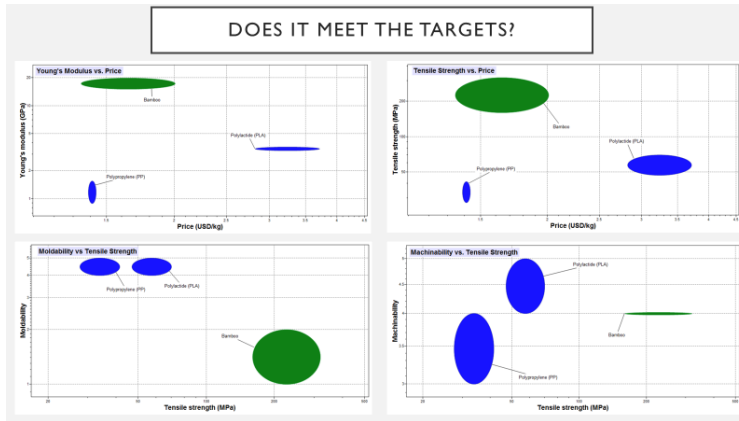 DOES IT MEET THE TARGETS?
Young's Modulus vs. Price
Young's modulus (GPa)
Bamboo
Polylactide (PLA)
Polypropylene (PP)
Price (USD/kg)
Tensile Strength vs. Price
Tensile strength (MPa)
Bamboo
Polylactide (PLA)
Polypropylene (PP)
Price (USD/kg)
Moldability vs Tensile Strength
Moldability
Polypropylene (PP)
Polylactide (PLA)
Bamboo
Tensile strength (MPa)
Machinability vs. Tensile Strength
Machinability
Polylactide (PLA)
Bamboo
Polypropylene (PP)
Tensile strength (MPa)